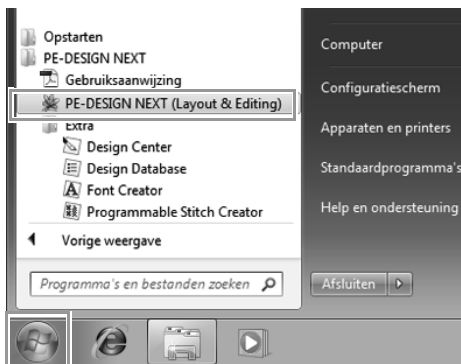 Opstarten
PE-DESIGN NEXT
Gebruiksaanwijzing
PE-DESIGN NEXT (Layout & Editing)
Extra
Design Center
Design Database
Font Creator
Programmable Stitch Creator
Vorige weergave
Programma's en bestanden zoeken
Computer
Configuratiescherm
Apparaten en printers
Standaardprogramma's
Help en ondersteuning
Afsluiten